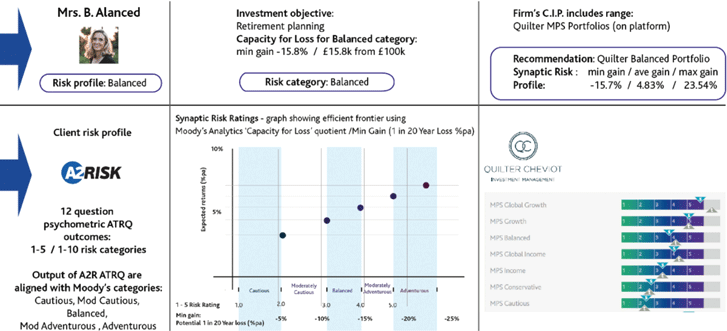 Mrs. B. Alanced
Risk profile: Balanced
Investment objective:
Retirement planning
Capacity for Loss for Balanced category:
min gain -15.8% / £15.8k from £100k
Risk category: Balanced
Firm's C.I.P. includes range:
Quilter MPS Portfolios (on platform)
Recommendation: Quilter Balanced Portfolio
Synaptic Risk : min gain / ave gain / max gain
Profile: -15.7% / 4.83% / 23.54%
Client risk profile
A2RISK
12 question
psychometric ATRQ
outcomes:
1-5 / 1-10 risk categories
Output of A2R ATRQ are
aligned with Moody's categories:
Cautious, Mod Cautious,
Balanced,
Mod Adventurous , Adventurous
Synaptic Risk Ratings - graph showing efficient frontier using
Moody's Analytics 'Capacity for Loss' quotient /Min Gain (1 in 20 Year Loss %pa)
10%
Expected returns (%pa)
5%
Cautious
Moderately
Cautious
Balanced
Moderately
Adventurous
Adventurous
1 - 5 Risk Rating
1.0 2.0 3.0 4.0 5.0
Min gain:
Potential 1 in 20 Year loss (%pa)
-5% -10% -15% -20% -25%
QC
QUILTER CHEVIOT
INVESTMENT MANAGEMENT
MPS Global Growth 1 2 3 4 5
MPS Growth 1 2 3 4 5
MPS Balanced 1 2 3 4 5
MPS Global Income 1 2 3 4 5
MPS Income 1 2 3 4 5
MPS Conservative 1 2 3 4 5
MPS Cautious 1 2 3 4 5